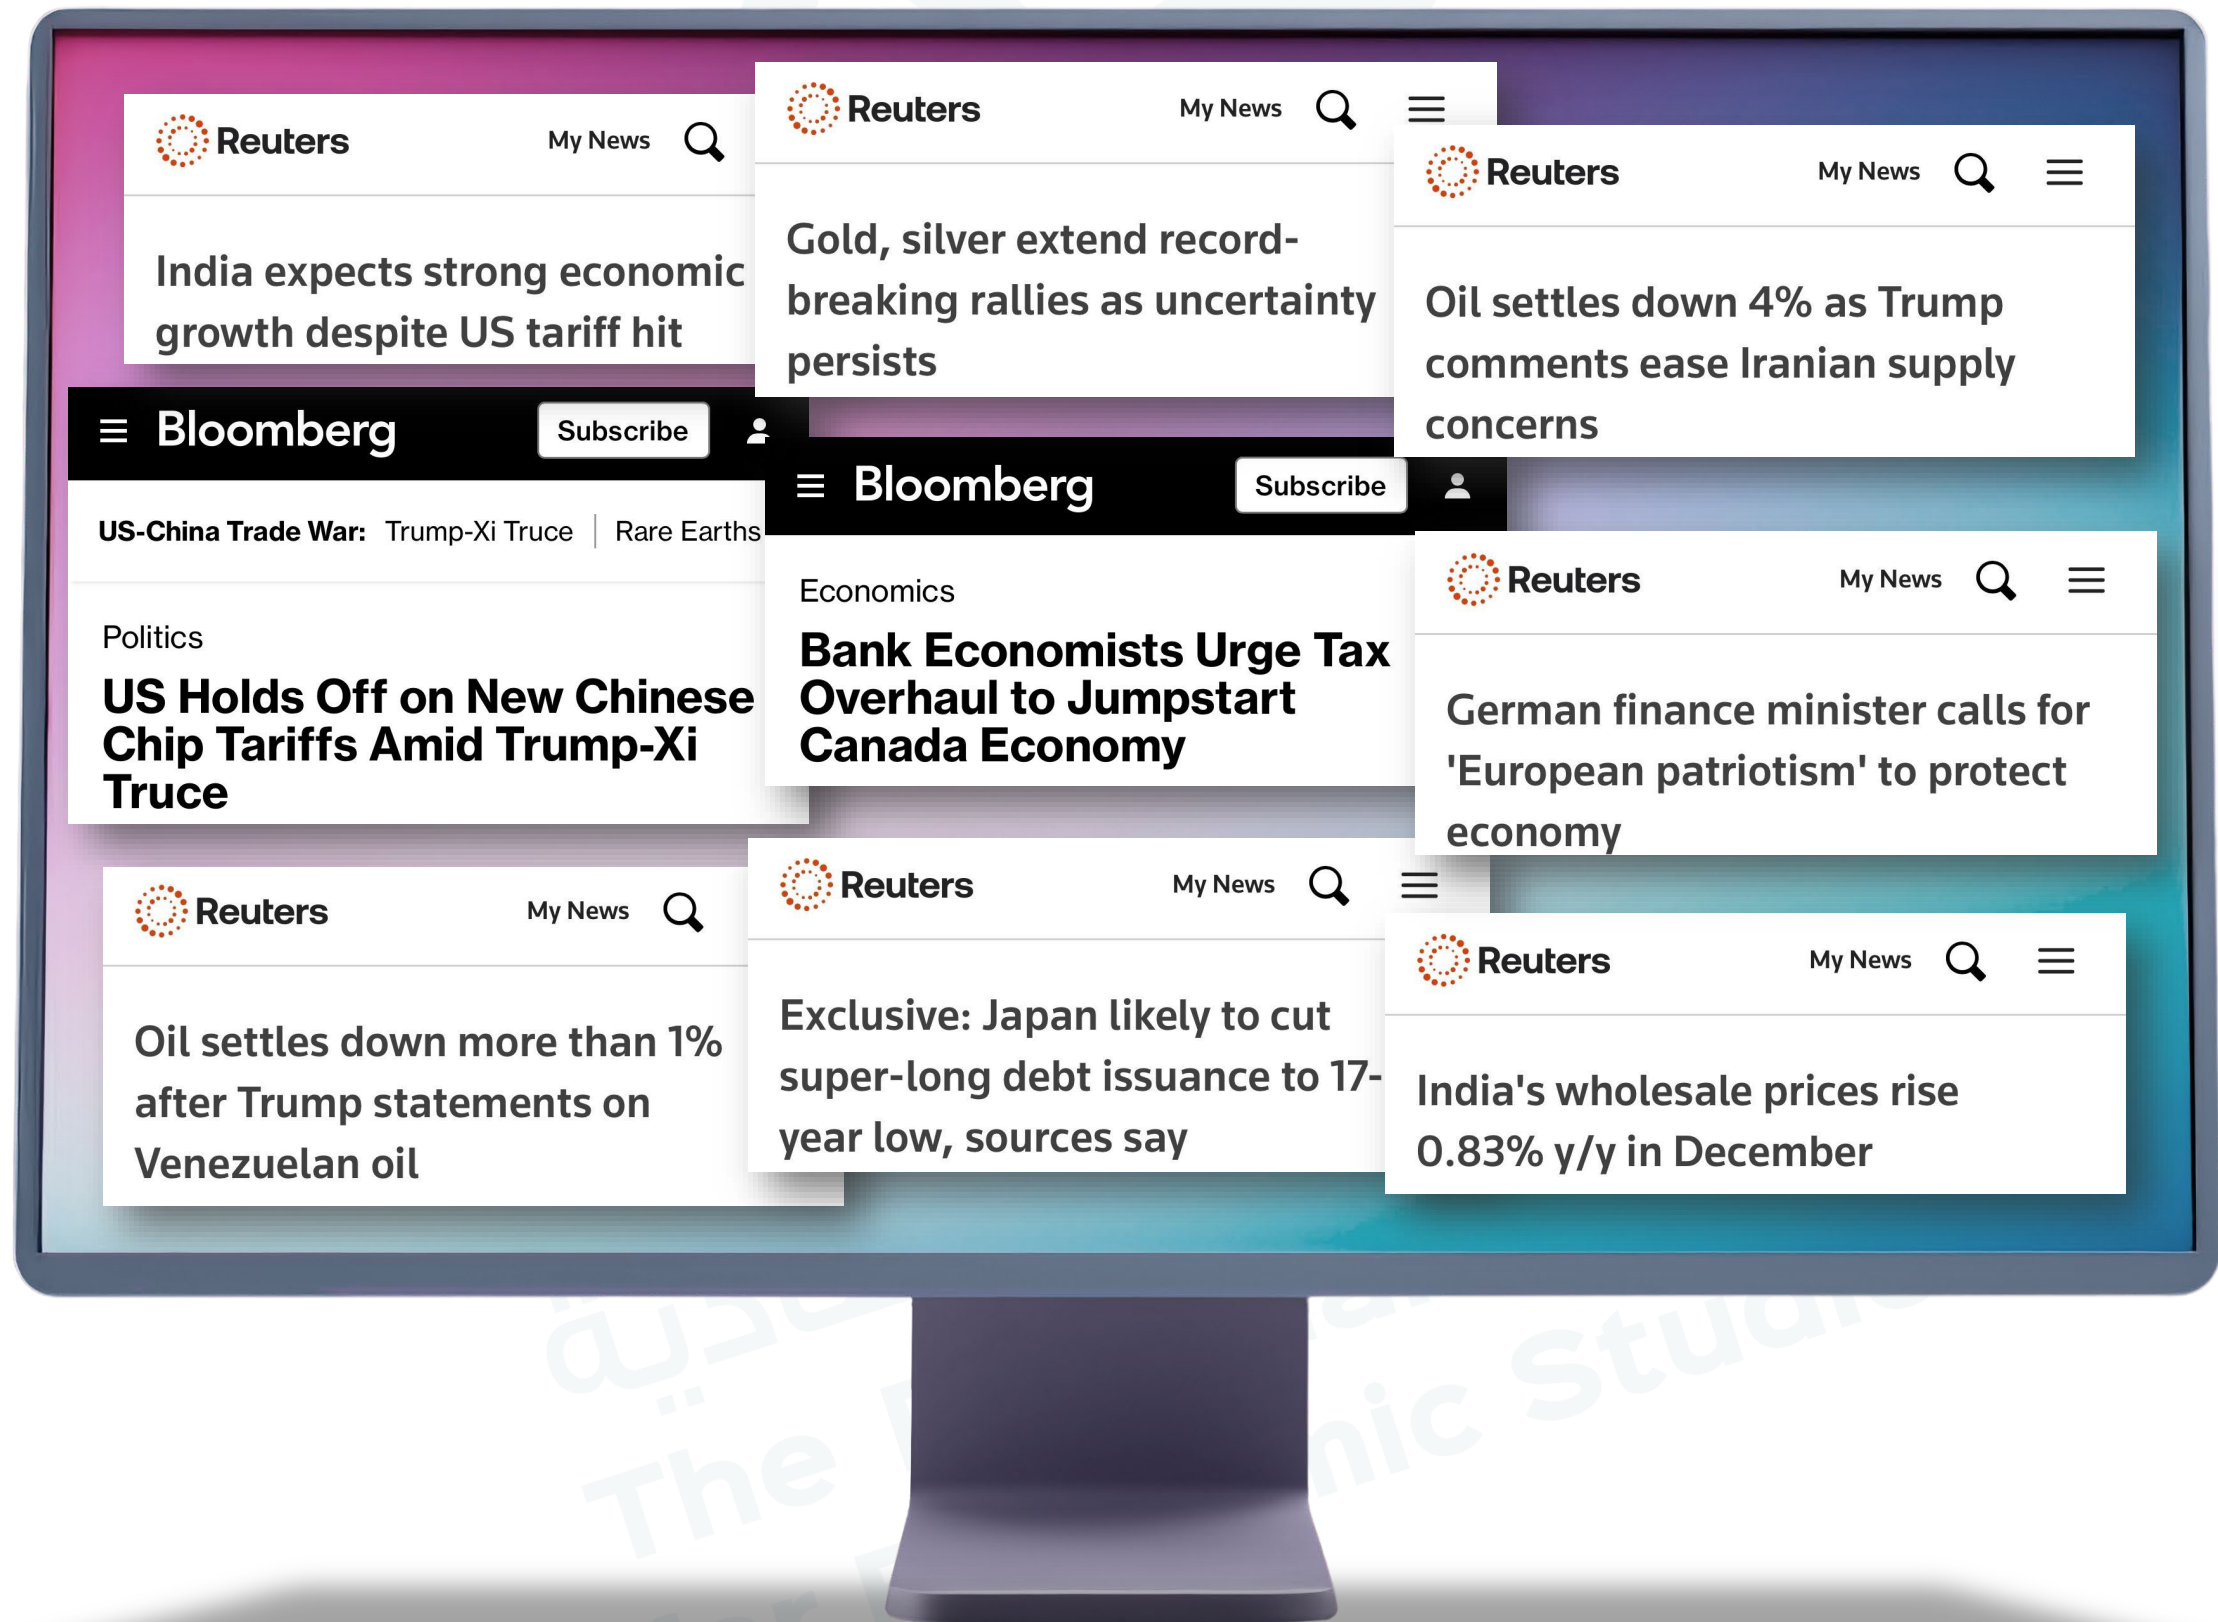 Reuters
My News
India expects strong economic
growth despite US tariff hit
Reuters
My News
Gold, silver extend record-
breaking rallies as uncertainty
persists
Reuters
My News
Oil settles down 4% as Trump
comments ease Iranian supply
concerns
Bloomberg
Subscribe
US-China Trade War: Trump-Xi Truce | Rare Earths
Politics
US Holds Off on New Chinese
Chip Tariffs Amid Trump-Xi
Truce
Bloomberg
Subscribe
Economics
Bank Economists Urge Tax
Overhaul to Jumpstart
Canada Economy
Reuters
My News
German finance minister calls for
'European patriotism' to protect
economy
Reuters
My News
Oil settles down more than 1%
after Trump statements on
Venezuelan oil
Reuters
My News
Exclusive: Japan likely to cut
super-long debt issuance to 17-
year low, sources say
Reuters
My News
India's wholesale prices rise
0.83% y/y in December
The